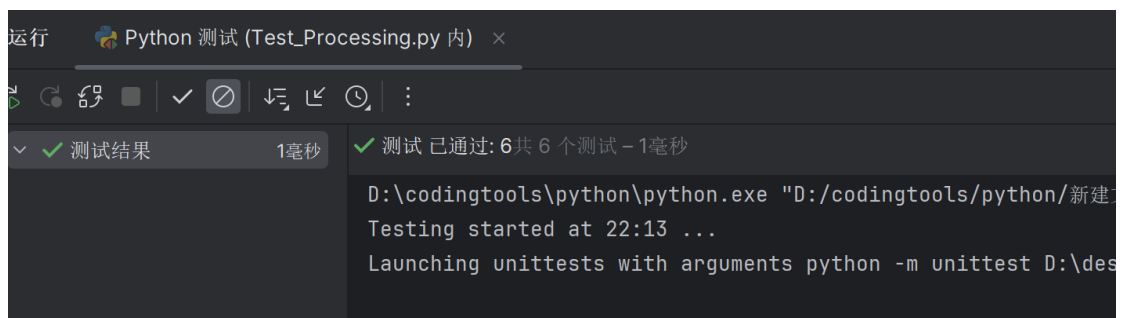 运行 Python 测试 (Test_Processing.py 内)
测试结果 1毫秒
测试 已通过: 6共 6 个测试 – 1毫秒
D:\codingtools\python\python.exe "D:/codingtools/python/新建
Testing started at 22:13 ...
Launching unittests with arguments python -m unittest D:\des